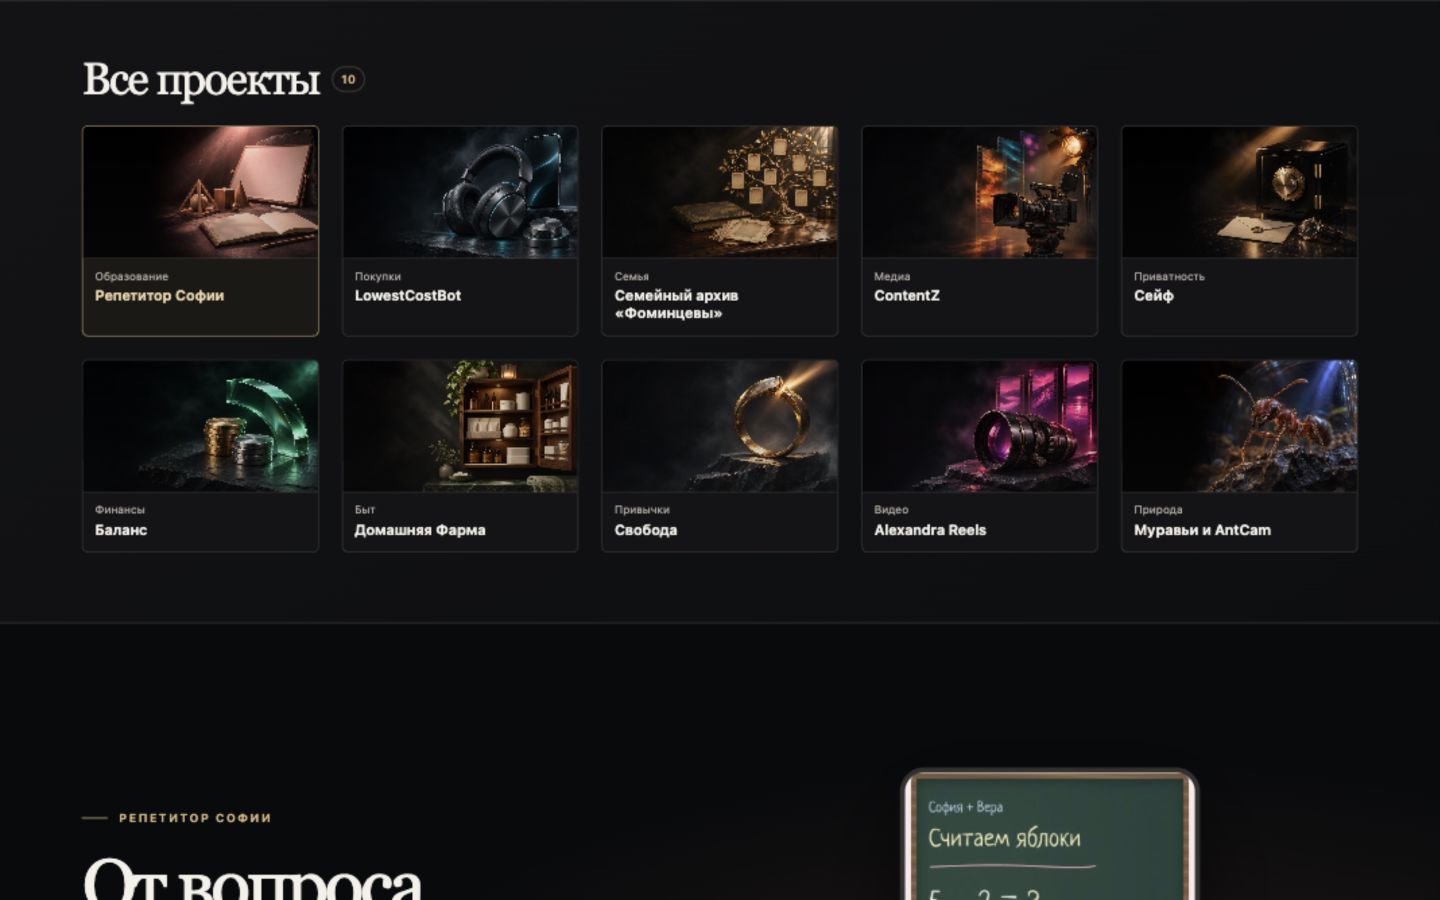 Все проекты 10
Образование
Репетитор Софии
Покупки
LowestCostBot
Семья
Семейный архив
«Фоминцевы»
Медиа
ContentZ
Приватность
Сейф
Финансы
Баланс
Быт
Домашняя Фарма
Привычки
Свобода
Видео
Alexandra Reels
Природа
Муравьи и AntCam
РЕПЕТИТОР СОФИИ
От вопроса
София + Вера
Считаем яблоки